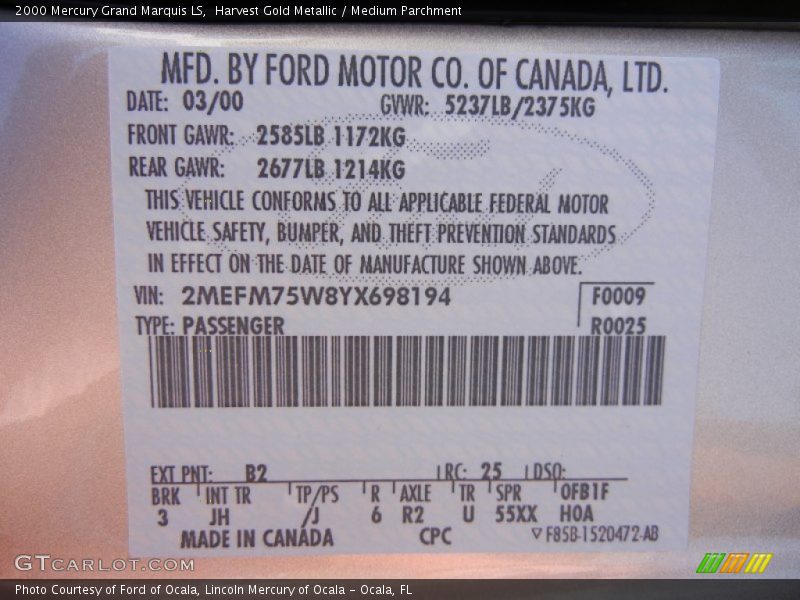 2000 Mercury Grand Marquis LS, Harvest Gold Metallic / Medium Parchment
MFD. BY FORD MOTOR CO. OF CANADA, LTD.
DATE: 03/00 GVWR: 5237LB/2375KG
FRONT GAWR: 2585LB 1172KG
REAR GAWR: 2677LB 1214KG
THIS VEHICLE CONFORMS TO ALL APPLICABLE FEDERAL MOTOR
VEHICLE SAFETY, BUMPER, AND THEFT PREVENTION STANDARDS
IN EFFECT ON THE DATE OF MANUFACTURE SHOWN ABOVE.
VIN: 2MEFM75W8YX698194 F0009
TYPE: PASSENGER R0025
EXT PNT: B2 RC: 25 DSO:
BRK INT TR TP/PS R AXLE TR SPR OFB1F
3 JH /J 6 R2 U 55XX HOA
MADE IN CANADA CPC F85B-1520472-AB
GTCARLOT.COM
Photo Courtesy of Ford of Ocala, Lincoln Mercury of Ocala - Ocala, FL